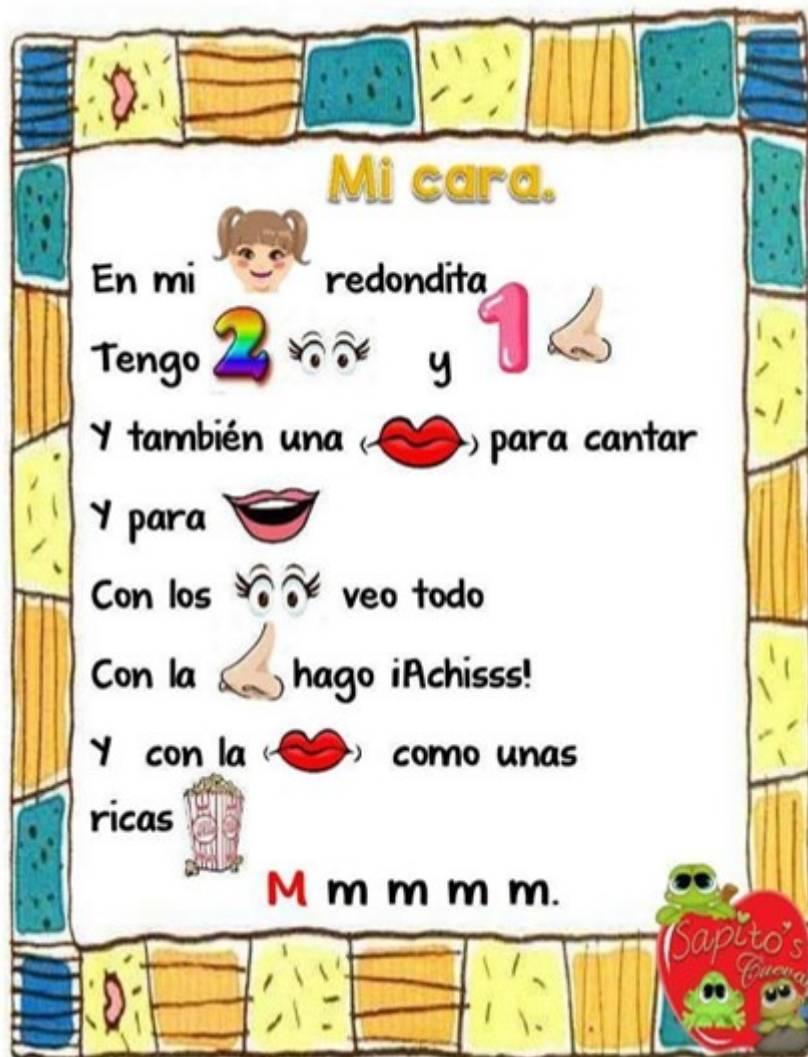 Mi cara.
En mi redondita
Tengo 2 y 1
Y también una para cantar
Y para
Con los veo todo
Con la hago ¡Achisss!
Y con la como unas
ricas
M m m m m.
Sapito's
Cuevas